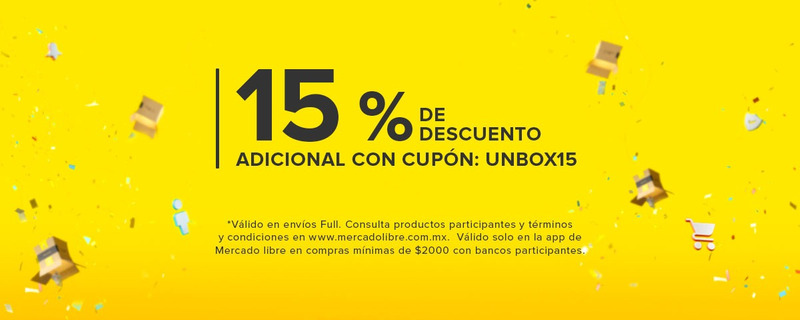 15 % DE
DESCUENTO
ADICIONAL CON CUPÓN: UNBOX15
*Válido en envíos Full. Consulta productos participantes y términos
y condiciones en www.mercadolibre.com.mx. Válido solo en la app de
Mercado libre en compras mínimas de $2000 con bancos participantes.